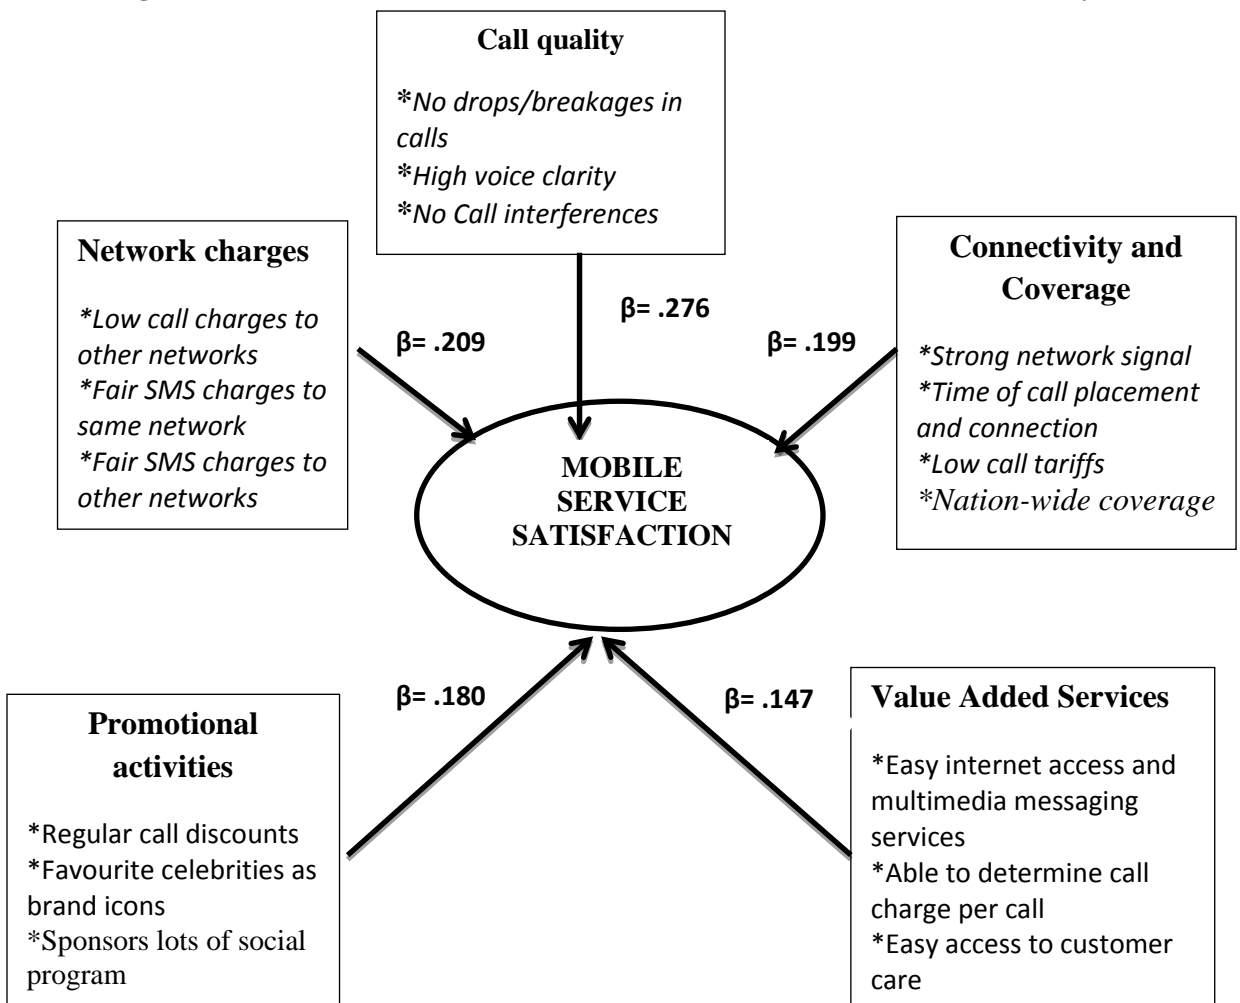 Call quality
*No drops/breakages in
calls
*High voice clarity
*No Call interferences
Network charges
*Low call charges to
other networks
*Fair SMS charges to
same network
*Fair SMS charges to
other networks
Connectivity and
Coverage
*Strong network signal
*Time of call placement
and connection
*Low call tariffs
*Nation-wide coverage
β= .209
β= .276
β= .199
MOBILE
SERVICE
SATISFACTION
β= .180
β= .147
Promotional
activities
*Regular call discounts
*Favourite celebrities as
brand icons
*Sponsors lots of social
program
Value Added Services
*Easy internet access and
multimedia messaging
services
*Able to determine call
charge per call
*Easy access to customer
care